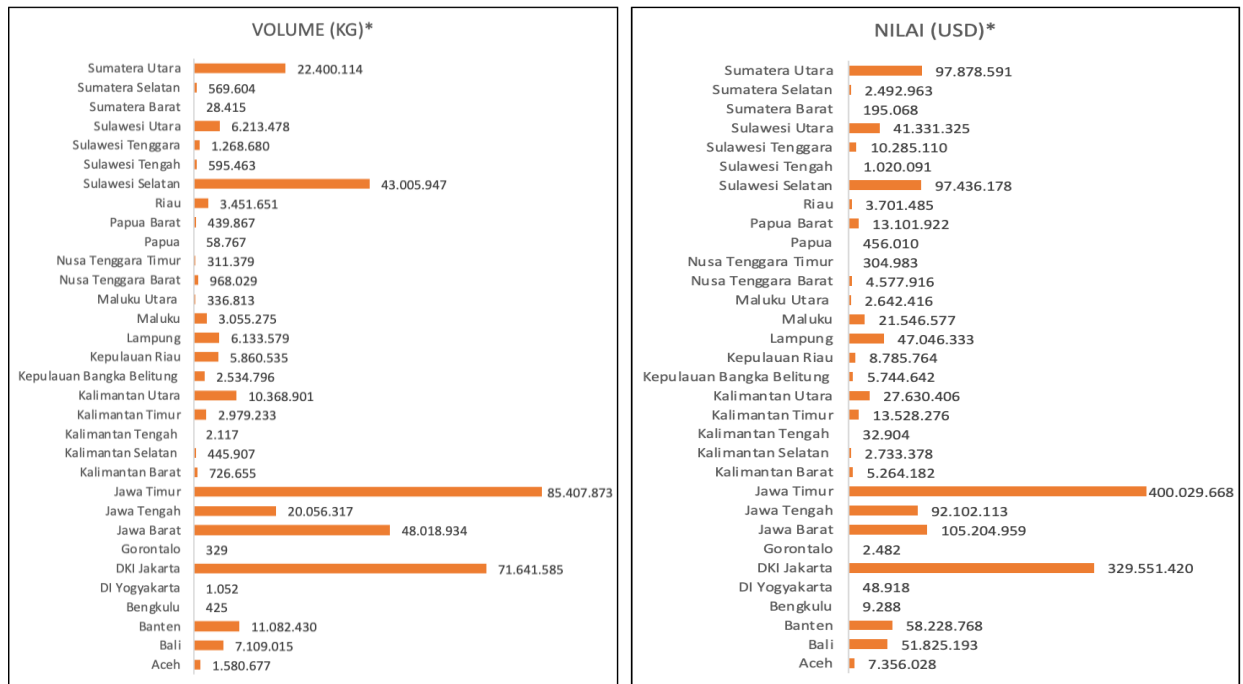 VOLUME (KG)*
Sumatera Utara 22.400.114
Sumatera Selatan 569.604
Sumatera Barat 28.415
Sulawesi Utara 6.213.478
Sulawesi Tenggara 1.268.680
Sulawesi Tengah 595.463
Sulawesi Selatan 43.005.947
Riau 3.451.651
Papua Barat 439.867
Papua 58.767
Nusa Tenggara Timur 311.379
Nusa Tenggara Barat 968.029
Maluku Utara 336.813
Maluku 3.055.275
Lampung 6.133.579
Kepulauan Riau 5.860.535
Kepulauan Bangka Belitung 2.534.796
Kalimantan Utara 10.368.901
Kalimantan Timur 2.979.233
Kalimantan Tengah 2.117
Kalimantan Selatan 445.907
Kalimantan Barat 726.655
Jawa Timur 85.407.873
Jawa Tengah 20.056.317
Jawa Barat 48.018.934
Gorontalo 329
DKI Jakarta 71.641.585
DI Yogyakarta 1.052
Bengkulu 425
Banten 11.082.430
Bali 7.109.015
Aceh 1.580.677
NILAI (USD)*
Sumatera Utara 97.878.591
Sumatera Selatan 2.492.963
Sumatera Barat 195.068
Sulawesi Utara 41.331.325
Sulawesi Tenggara 10.285.110
Sulawesi Tengah 1.020.091
Sulawesi Selatan 97.436.178
Riau 3.701.485
Papua Barat 13.101.922
Papua 456.010
Nusa Tenggara Timur 304.983
Nusa Tenggara Barat 4.577.916
Maluku Utara 2.642.416
Maluku 21.546.577
Lampung 47.046.333
Kepulauan Riau 8.785.764
Kepulauan Bangka Belitung 5.744.642
Kalimantan Utara 27.630.406
Kalimantan Timur 13.528.276
Kalimantan Tengah 32.904
Kalimantan Selatan 2.733.378
Kalimantan Barat 5.264.182
Jawa Timur 400.029.668
Jawa Tengah 92.102.113
Jawa Barat 105.204.959
Gorontalo 2.482
DKI Jakarta 329.551.420
DI Yogyakarta 48.918
Bengkulu 9.288
Banten 58.228.768
Bali 51.825.193
Aceh 7.356.028